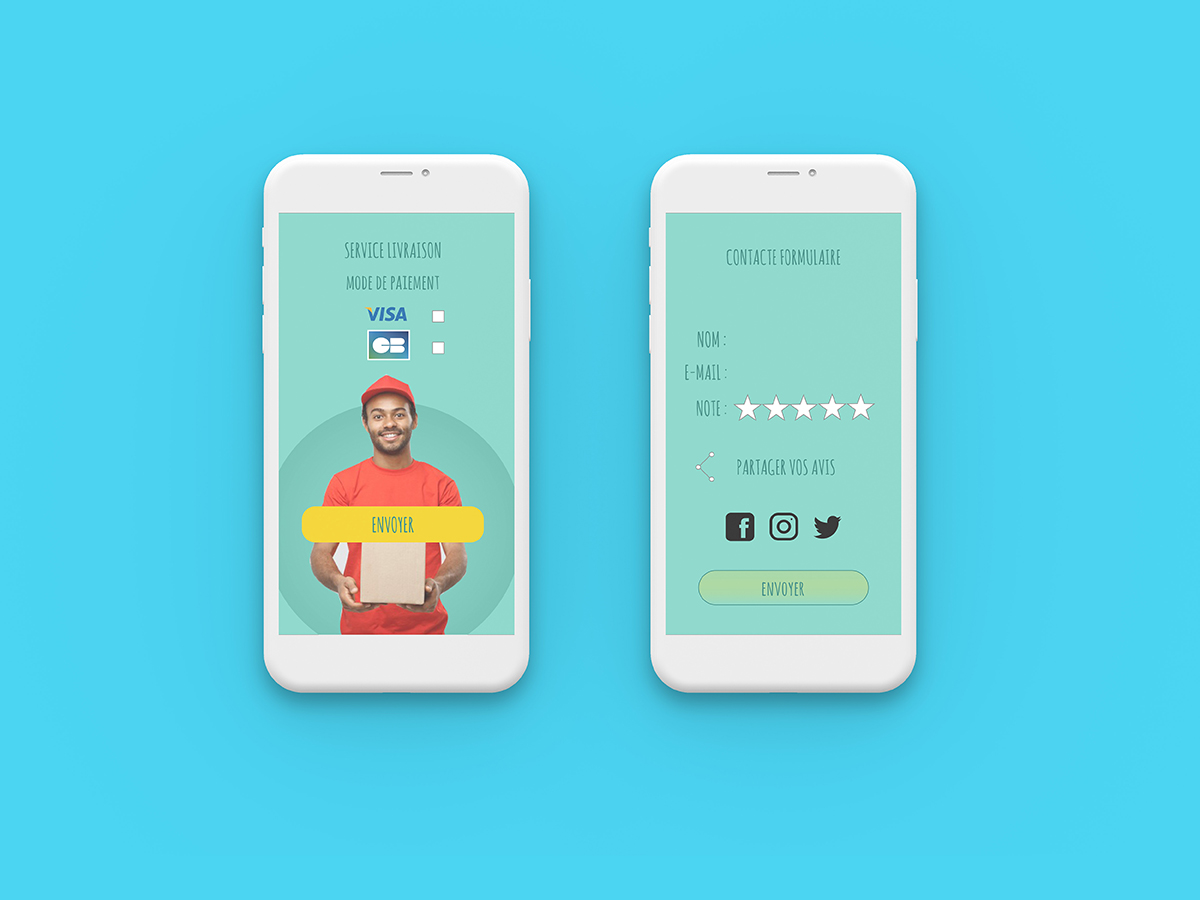 SERVICE LIVRAISON
MODE DE PAIEMENT
VISA
CB
ENVOYER
CONTACTE FORMULAIRE
NOM :
E-MAIL :
NOTE :
PARTAGER VOS AVIS
ENVOYER